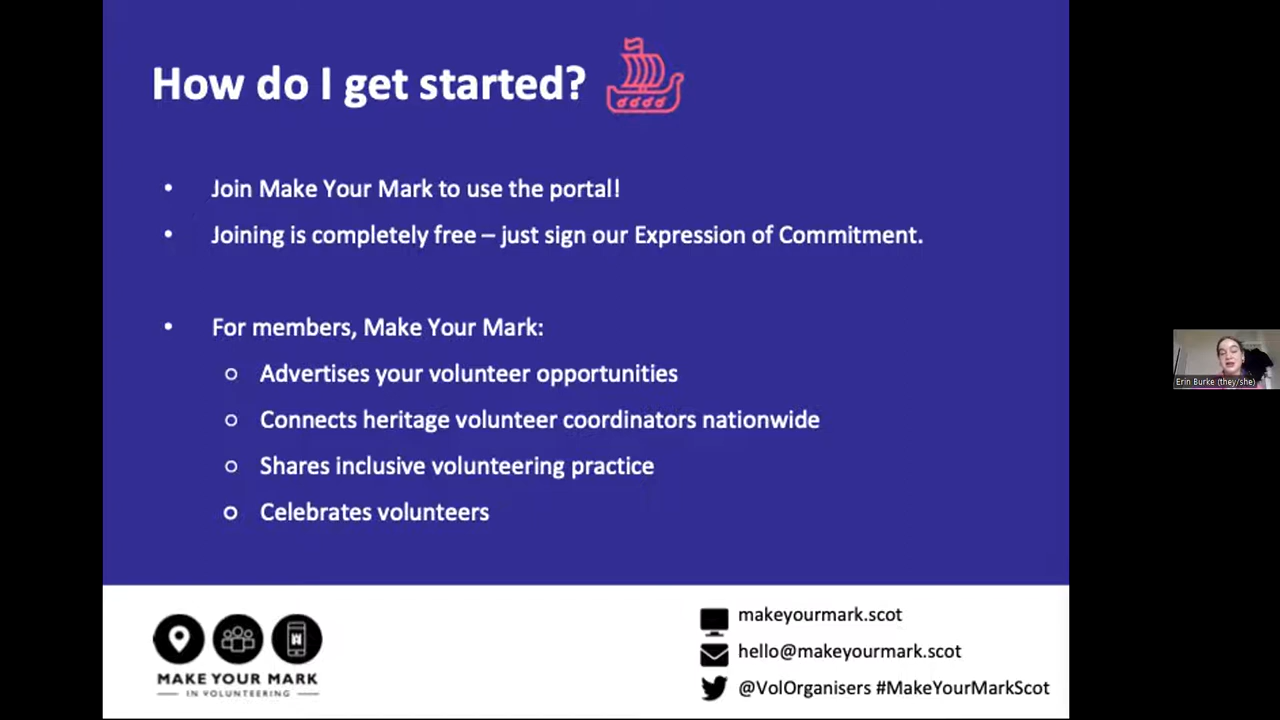 How do I get started?
• Join Make Your Mark to use the portal!
• Joining is completely free – just sign our Expression of Commitment.
• For members, Make Your Mark:
○ Advertises your volunteer opportunities
○ Connects heritage volunteer coordinators nationwide
○ Shares inclusive volunteering practice
○ Celebrates volunteers
Erin Burke (they/she)
MAKE YOUR MARK
IN VOLUNTEERING
makeyourmark.scot
hello@makeyourmark.scot
@VolOrganisers #MakeYourMarkScot